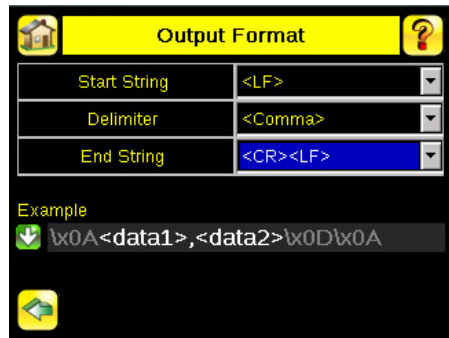 Output Format
Start String <LF>
Delimiter <Comma>
End String <CR><LF>
Example
\x0A<data1>,<data2>\x0D\x0A